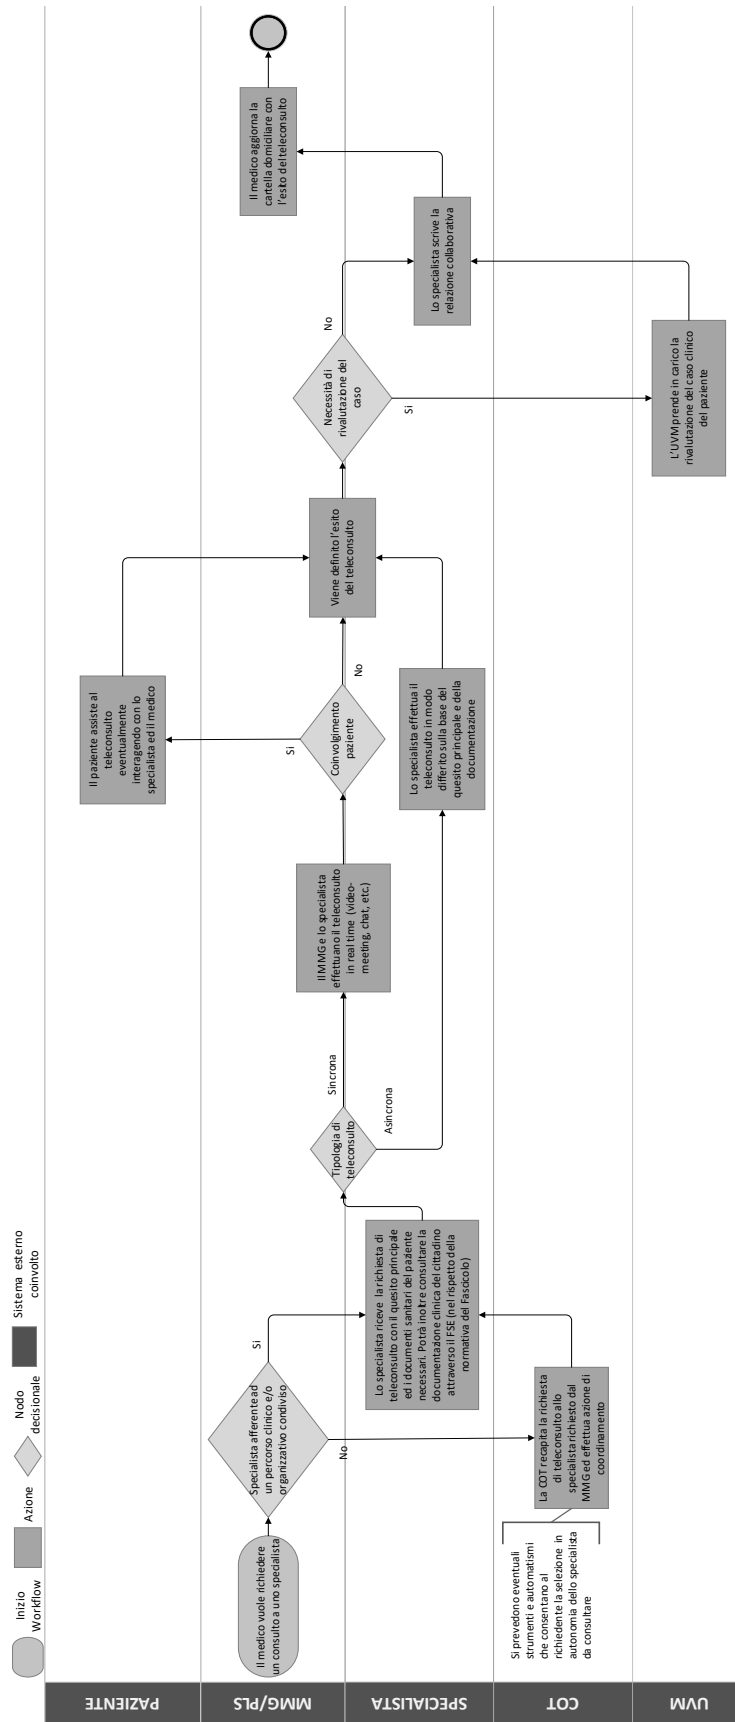 Inizio
Workflow
Azione
Nodo
decisionale
Sistema esterno
coinvolto
PAZIENTE
MMG/PLS
SPECIALISTA
COT
UVM
Il medico vuole richiedere
un consulto a uno specialista
Specialista afferente ad
un percorso clinico e/o
organizzativo condiviso
Si
No
Si prevedono eventuali
strumenti e automatismi
che consentano al
richiedente la selezione in
autonomia dello specialista
da consultare
La COT recapita la richiesta
di teleconsulto allo
specialista richiesto dal
MMG ed effettua azione di
coordinamento
Lo specialista riceve la richiesta di
teleconsulto con il quesito principale
ed i documenti sanitari del paziente
necessari. Potrà inoltre consultare la
documentazione clinica del cittadino
attraverso il FSE (nel rispetto della
normativa del Fascicolo)
Tipologia di
teleconsulto
Sincrona
Asincrona
Il MMG e lo specialista
effettuano il teleconsulto
in real time (video-
meeting, chat, etc.)
Lo specialista effettua il
teleconsulto in modo
differito sulla base del
quesito principale e della
documentazione
Coinvolgimento
paziente
Si
No
Il paziente assiste al
teleconsulto
eventualmente
interagendo con lo
specialista ed il medico
Viene definito l'esito
del teleconsulto
Necessità di
rivalutazione del
caso
No
Si
L'UVM prende in carico la
rivalutazione del caso clinico
del paziente
Lo specialista scrive la
relazione collaborativa
Il medico aggiorna la
cartella domiciliare con
l'esito del teleconsulto